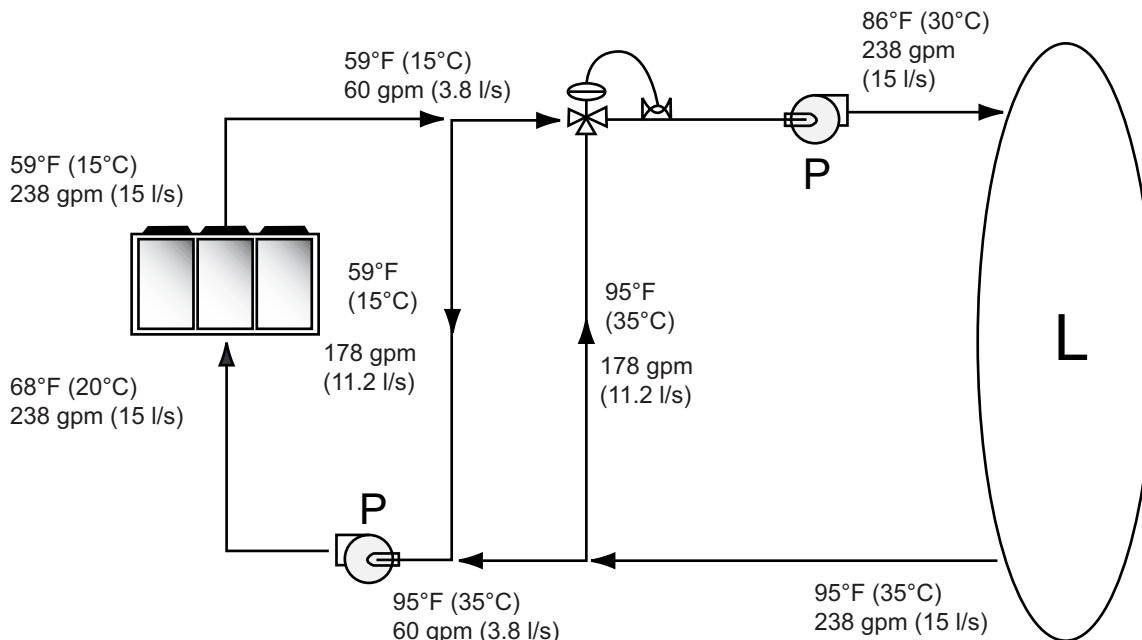 86°F (30°C)
238 gpm
(15 l/s)
59°F (15°C)
60 gpm (3.8 l/s)
P
59°F (15°C)
238 gpm (15 l/s)
59°F
(15°C)
178 gpm
(11.2 l/s)
95°F
(35°C)
178 gpm
(11.2 l/s)
L
68°F (20°C)
238 gpm (15 l/s)
P
95°F (35°C)
60 gpm (3.8 l/s)
95°F (35°C)
238 gpm (15 l/s)